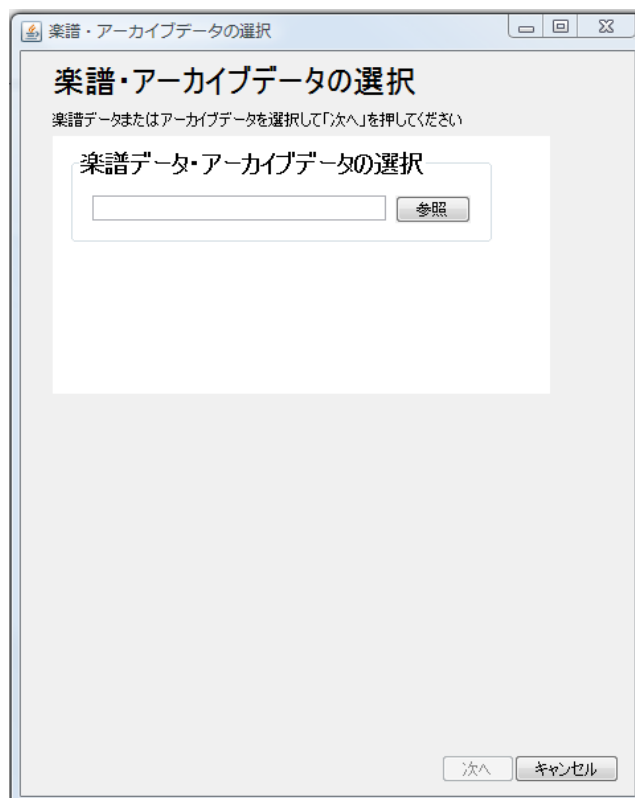 楽譜・アーカイブデータの選択
楽譜・アーカイブデータの選択
楽譜データまたはアーカイブデータを選択して「次へ」を押してください
楽譜データ・アーカイブデータの選択
参照
次へ キャンセル